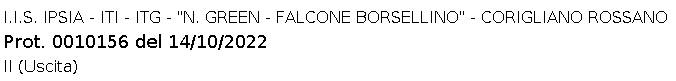 I.I.S. IPSIA - ITI - ITG - "N. GREEN - FALCONE BORSELLINO" - CORIGLIANO ROSSANO
Prot. 0010156 del 14/10/2022
II (Uscita)